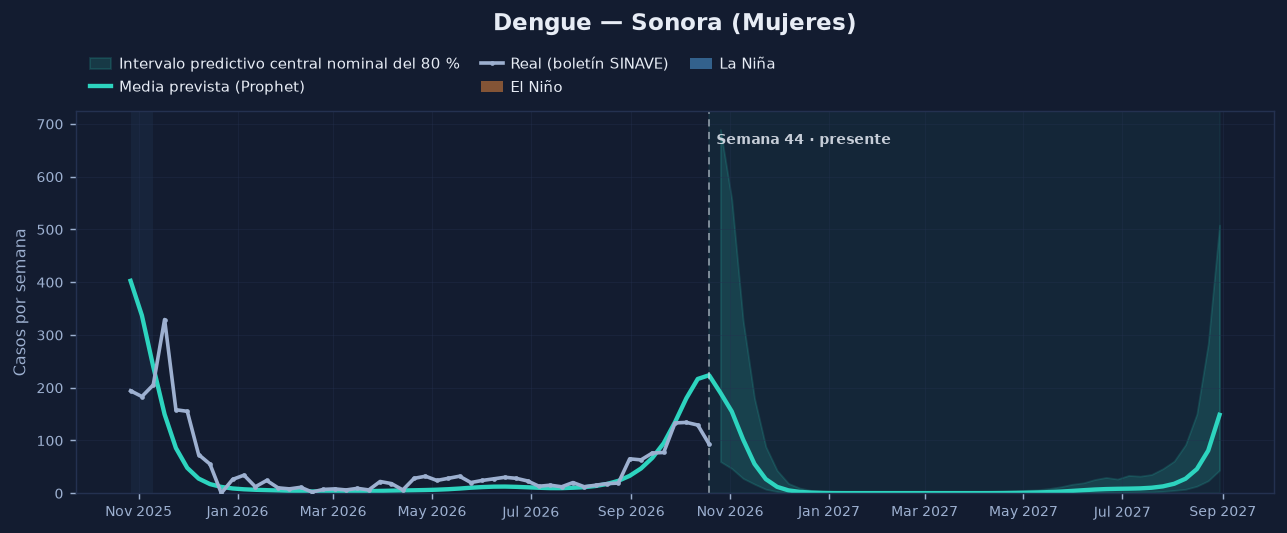 Dengue — Sonora (Mujeres)
Intervalo predictivo central nominal del 80 %
Real (boletín SINAVE)
La Niña
Media prevista (Prophet)
El Niño
Semana 44 · presente
Casos por semana
700
600
500
400
300
200
100
0
Nov 2025
Jan 2026
Mar 2026
May 2026
Jul 2026
Sep 2026
Nov 2026
Jan 2027
Mar 2027
May 2027
Jul 2027
Sep 2027